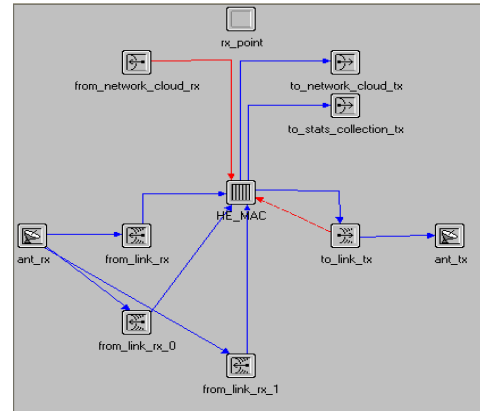 rx_point
from_network_cloud_rx
to_network_cloud_tx
to_stats_collection_tx
HE_MAC
ant_rx
from_link_rx
to_link_tx
ant_tx
from_link_rx_0
from_link_rx_1